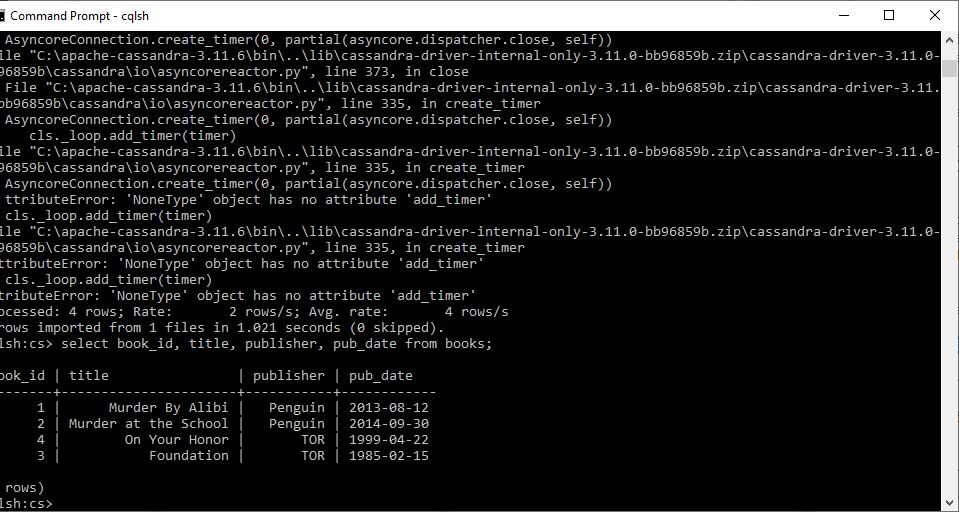 Command Prompt - cqlsh
AsyncoreConnection.create_timer(0, partial(asyncore.dispatcher.close, self))
ile "C:\apache-cassandra-3.11.6\bin\..\lib\cassandra-driver-internal-only-3.11.0-bb96859b.zip\cassandra-driver-3.11.0-
96859b\cassandra\io\asyncorereactor.py", line 373, in close
File "C:\apache-cassandra-3.11.6\bin\..\lib\cassandra-driver-internal-only-3.11.0-bb96859b.zip\cassandra-driver-3.11.
bb96859b\cassandra\io\asyncorereactor.py", line 335, in create_timer
AsyncoreConnection.create_timer(0, partial(asyncore.dispatcher.close, self))
cls._loop.add_timer(timer)
ile "C:\apache-cassandra-3.11.6\bin\..\lib\cassandra-driver-internal-only-3.11.0-bb96859b.zip\cassandra-driver-3.11.0-
96859b\cassandra\io\asyncorereactor.py", line 335, in create_timer
AsyncoreConnection.create_timer(0, partial(asyncore.dispatcher.close, self))
ttributeError: 'NoneType' object has no attribute 'add_timer'
cls._loop.add_timer(timer)
ile "C:\apache-cassandra-3.11.6\bin\..\lib\cassandra-driver-internal-only-3.11.0-bb96859b.zip\cassandra-driver-3.11.0-
96859b\cassandra\io\asyncorereactor.py", line 335, in create_timer
ttributeError: 'NoneType' object has no attribute 'add_timer'
cls._loop.add_timer(timer)
tributeError: 'NoneType' object has no attribute 'add_timer'
ocessed: 4 rows; Rate:       2 rows/s; Avg. rate:       4 rows/s
rows imported from 1 files in 1.021 seconds (0 skipped).
lsh:cs> select book_id, title, publisher, pub_date from books;
ook_id | title                | publisher | pub_date
-------+----------------------+-----------+------------
1 |      Murder By Alibi |   Penguin | 2013-08-12
2 | Murder at the School |   Penguin | 2014-09-30
4 |        On Your Honor |       TOR | 1999-04-22
3 |           Foundation |       TOR | 1985-02-15
rows)
lsh:cs>